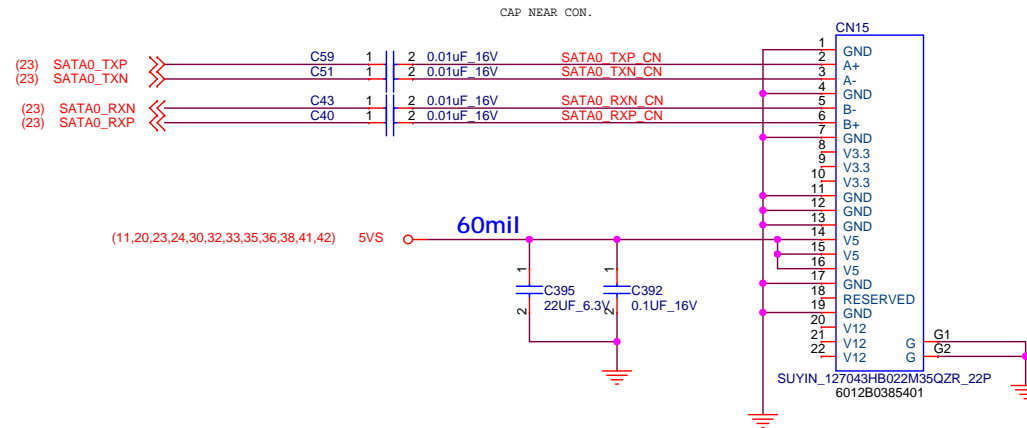 CAP NEAR CON.
CN15
1 GND
(23) SATA0_TXP C59 1 2 0.01uF_16V SATA0_TXP_CN 2 A+
(23) SATA0_TXN C51 1 2 0.01uF_16V SATA0_TXN_CN 3 A-
4 GND
(23) SATA0_RXN C43 1 2 0.01uF_16V SATA0_RXN_CN 5 B-
(23) SATA0_RXP C40 1 2 0.01uF_16V SATA0_RXP_CN 6 B+
7 GND
8 V3.3
9 V3.3
10 V3.3
11 GND
12 GND
13 GND
60mil
(11,20,23,24,30,32,33,35,36,38,41,42) 5VS 14 V5
15 V5
16 V5
17 GND
1 C395 2 22UF_6.3V
1 C392 2 0.1UF_16V
18 RESERVED
19 GND
20 V12
21 V12 G G1
22 V12 G G2
SUYIN_127043HB022M35QZR_22P
6012B0385401